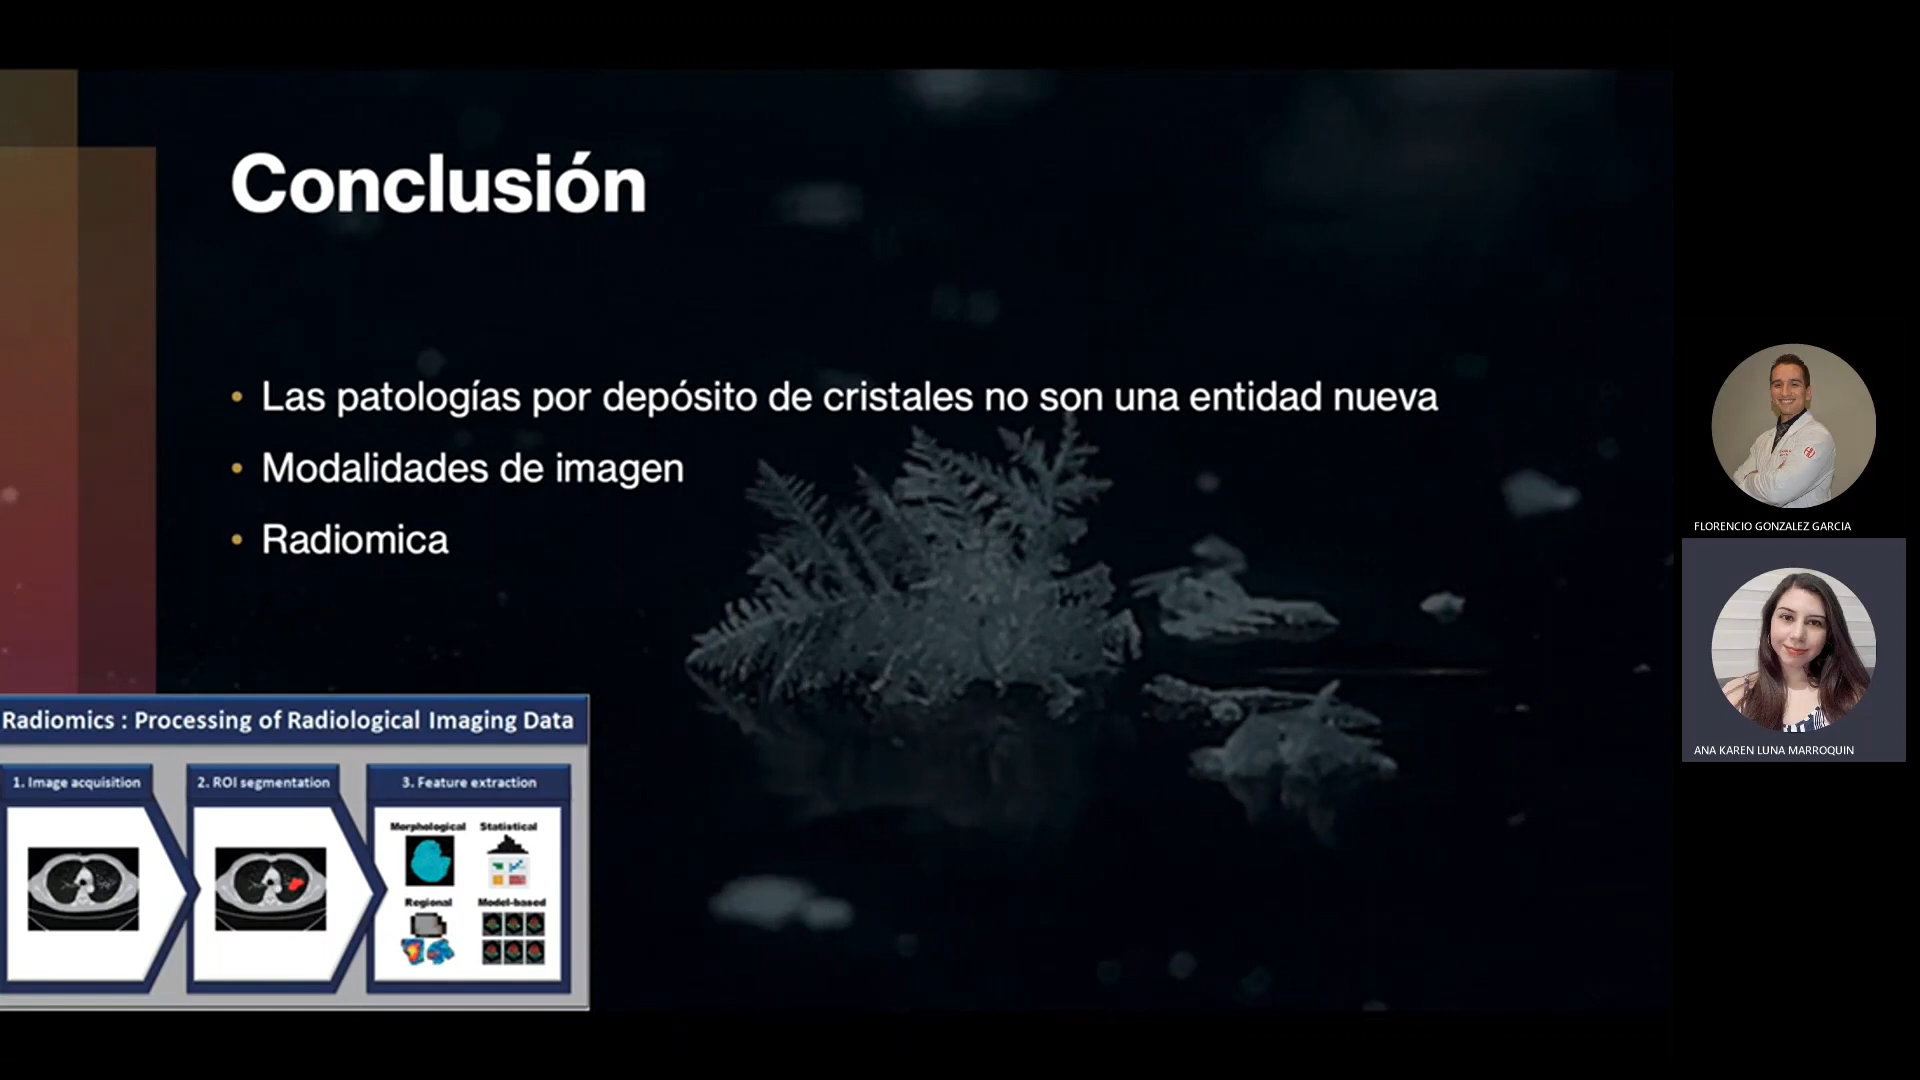 Conclusión
Las patologías por depósito de cristales no son una entidad nueva
Modalidades de imagen
Radiomica
Radiomics : Processing of Radiological Imaging Data
1. Image acquisition
2. ROI segmentation
3. Feature extraction
Morphological
Statistical
Regional
Model-based
FLORENCIO GONZALEZ GARCIA
ANA KAREN LUNA MARROQUIN